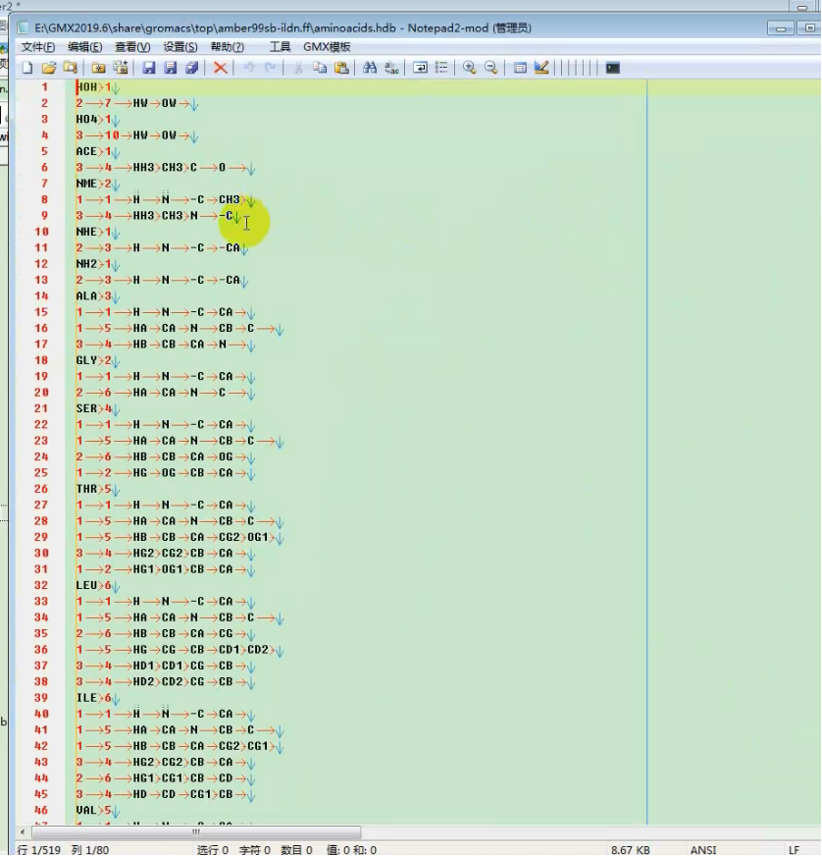 er2 *
E:\GMX2019.6\share\gromacs\top\amber99sb-ildn.ff\aminoacids.hdb - Notepad2-mod (管理员)
文件(F) 编辑(E) 查看(V) 设置(S) 帮助(?) 工具 GMX模板
1 HOH 1
2 2 7 HW OW
3 HO4 1
4 3 10 HW OW
5 ACE 1
6 3 4 HH3 CH3 C O
7 NME 2
8 1 1 H N -C CH3
9 3 4 HH3 CH3 N -C
10 NHE 1
11 2 3 H N -C -CA
12 NH2 1
13 2 3 H N -C -CA
14 ALA 3
15 1 1 H N -C CA
16 1 5 HA CA N CB C
17 3 4 HB CB CA N
18 GLY 2
19 1 1 H N -C CA
20 2 6 HA CA N C
21 SER 4
22 1 1 H N -C CA
23 1 5 HA CA N CB C
24 2 6 HB CB CA OG
25 1 2 HG OG CB CA
26 THR 5
27 1 1 H N -C CA
28 1 5 HA CA N CB C
29 1 5 HB CB CA CG2 OG1
30 3 4 HG2 CG2 CB CA
31 1 2 HG1 OG1 CB CA
32 LEU 6
33 1 1 H N -C CA
34 1 5 HA CA N CB C
35 2 6 HB CB CA CG
36 1 5 HG CG CB CD1 CD2
37 3 4 HD1 CD1 CG CB
38 3 4 HD2 CD2 CG CB
39 ILE 6
40 1 1 H N -C CA
41 1 5 HA CA N CB C
42 1 5 HB CB CA CG2 CG1
43 3 4 HG2 CG2 CB CA
44 2 6 HG1 CG1 CB CD
45 3 4 HD CD CG1 CB
46 VAL 5
行 1/519 列 1/80 选行 0 字符 0 数目 0 值: 0 和: 0 8.67 KB ANSI LF